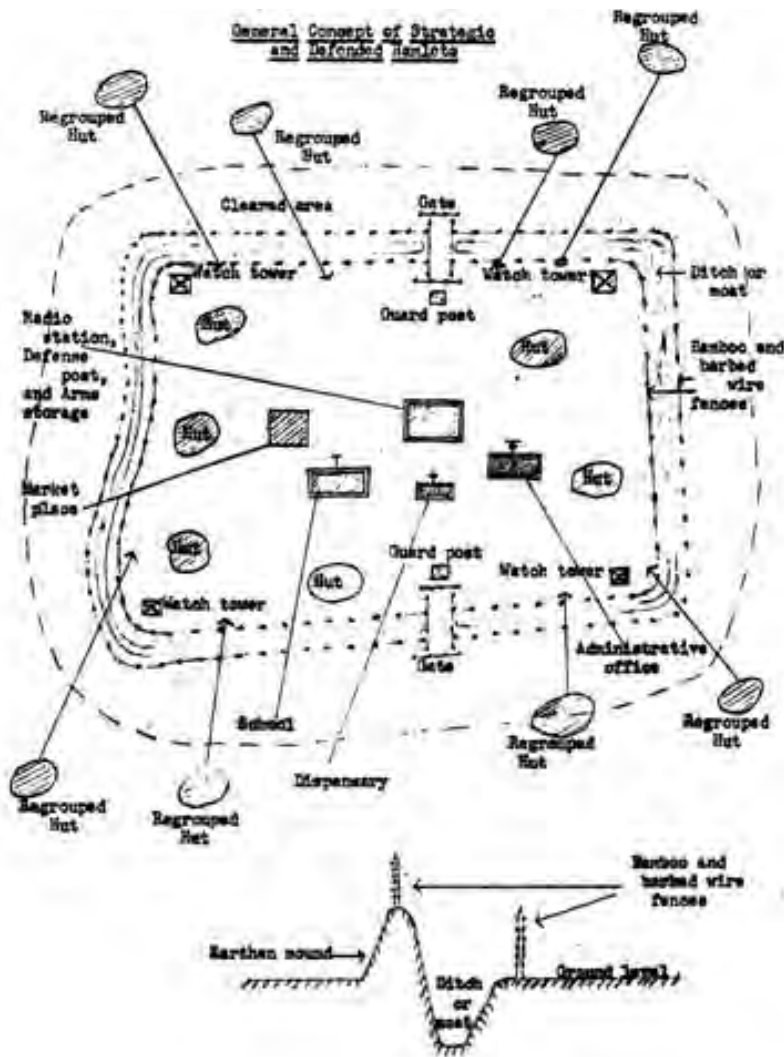 General Concept of Strategic
and Defended Hamlets
Regrouped
Hut
Regrouped
Hut
Regrouped
Hut
Regrouped
Hut
Cleared area
Gate
Watch tower
Watch tower
Ditch or
moat
Guard post
Radio
station,
Defense
post,
and Arms
storage
Hut
Hut
Bamboo and
barbed
wire
fences
Hut
Market
place
Hut
Hut
Hut
Guard post
Watch tower
Watch tower
Gate
Administrative
office
School
Regrouped
Hut
Dispensary
Regrouped
Hut
Regrouped
Hut
Regrouped
Hut
Bamboo and
barbed wire
fences
Earthen mound
Ground level
Ditch
or
moat